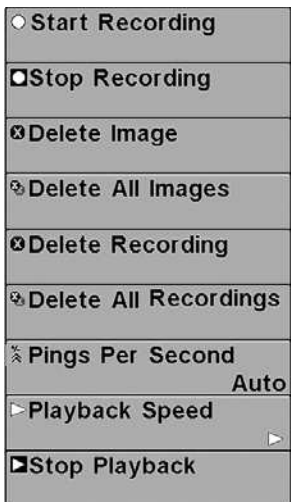 Start Recording
Stop Recording
Delete Image
Delete All Images
Delete Recording
Delete All Recordings
Pings Per Second
Auto
Playback Speed
Stop Playback